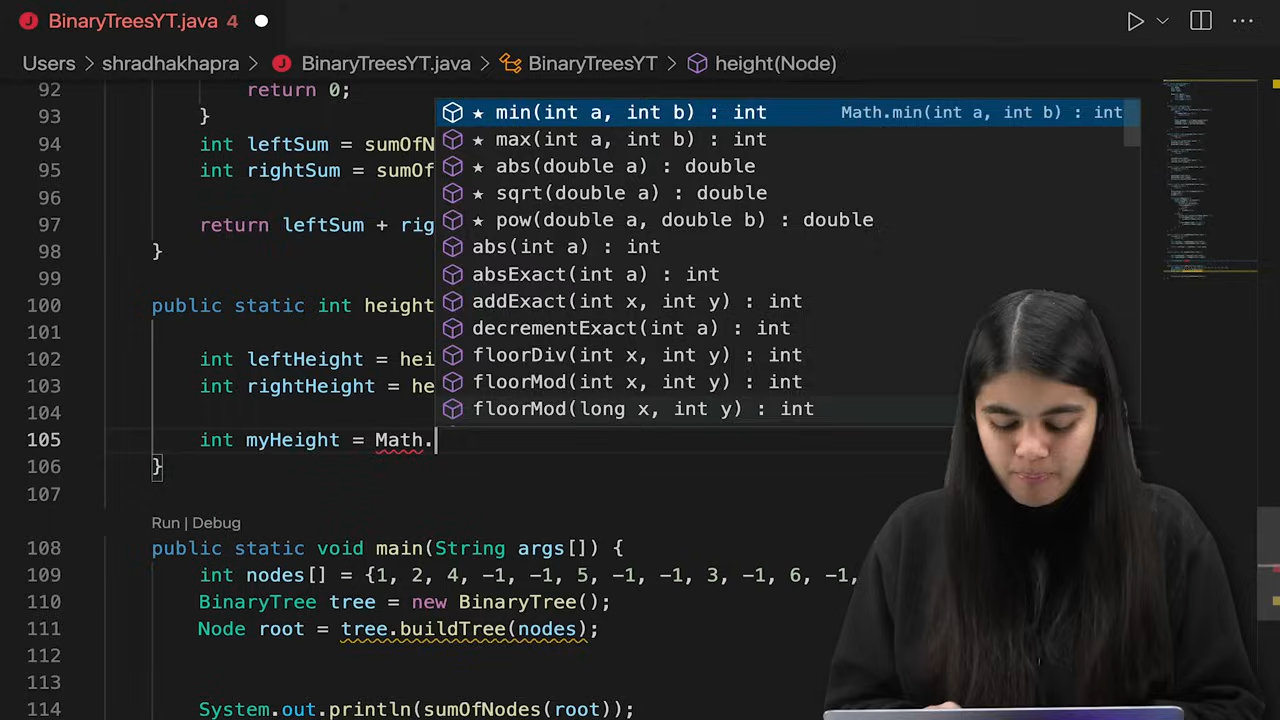 BinaryTreesYT.java 4
Users > shradhakhapra > BinaryTreesYT.java > BinaryTreesYT > height(Node)
92 return 0;
93 }
94 int leftSum = sumOfN
95 int rightSum = sumOf
96
97 return leftSum + rig
98 }
99
100 public static int height
101
102 int leftHeight = hei
103 int rightHeight = he
104
105 int myHeight = Math.
106 }
107
★ min(int a, int b) : int Math.min(int a, int b) : int
★ max(int a, int b) : int
★ abs(double a) : double
★ sqrt(double a) : double
★ pow(double a, double b) : double
abs(int a) : int
absExact(int a) : int
addExact(int x, int y) : int
decrementExact(int a) : int
floorDiv(int x, int y) : int
floorMod(int x, int y) : int
floorMod(long x, int y) : int
Run | Debug
108 public static void main(String args[]) {
109 int nodes[] = {1, 2, 4, -1, -1, 5, -1, -1, 3, -1, 6, -1,
110 BinaryTree tree = new BinaryTree();
111 Node root = tree.buildTree(nodes);
112
113
114 System.out.println(sumOfNodes(root));